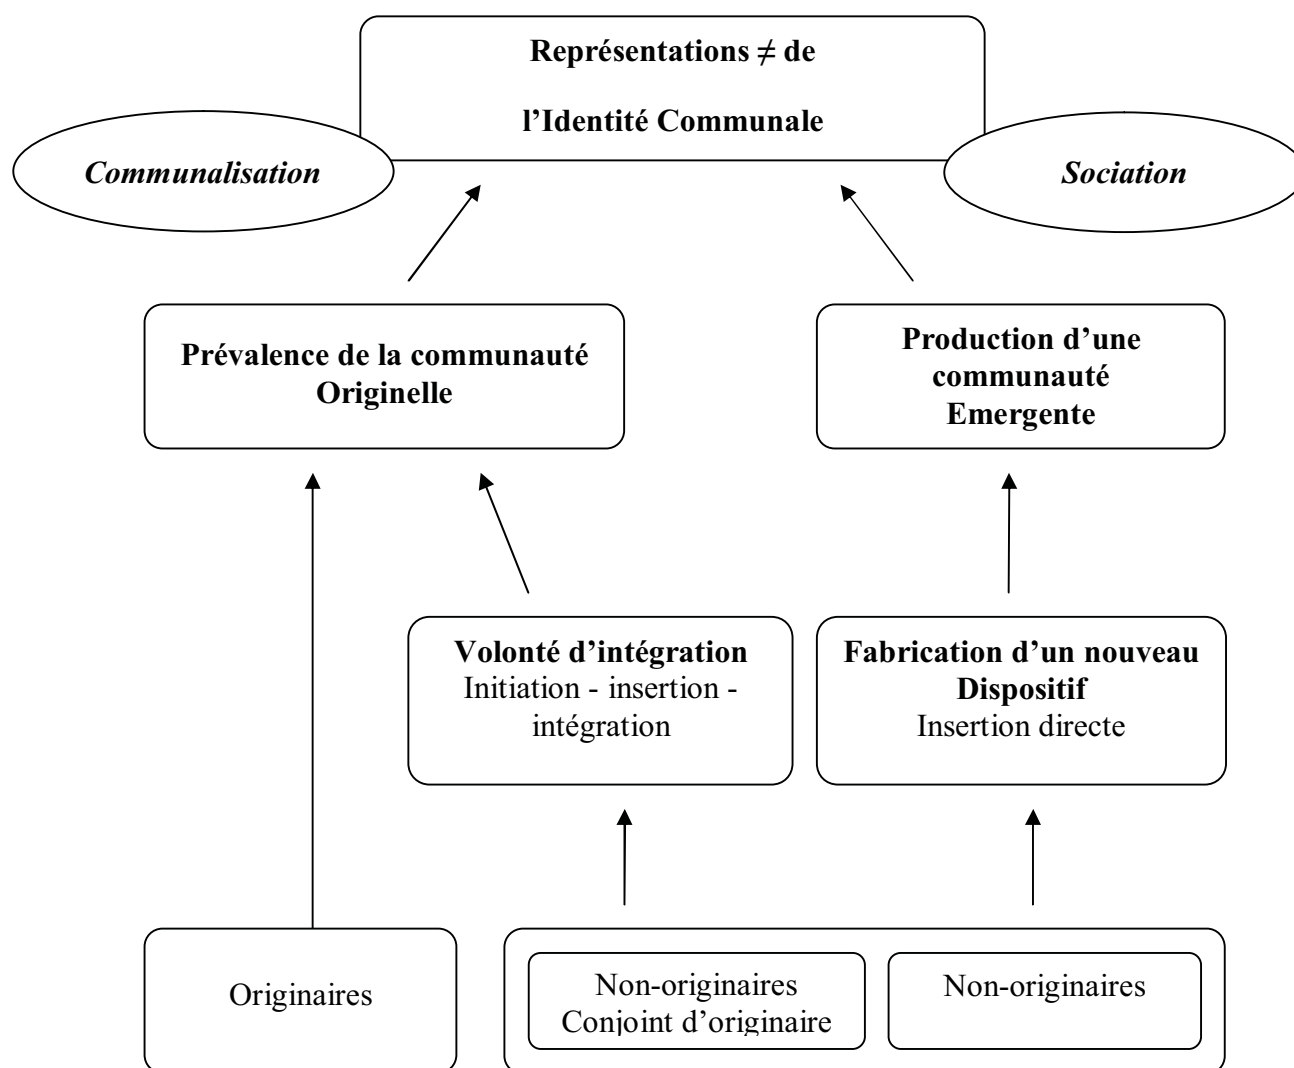 Représentations ≠ de
l’Identité Communale
Communalisation
Sociation
Prévalence de la communauté
Originelle
Production d’une
communauté
Emergente
Volonté d’intégration
Initiation - insertion -
intégration
Fabrication d’un nouveau
Dispositif
Insertion directe
Originaires
Non-originaires
Conjoint d’originaire
Non-originaires